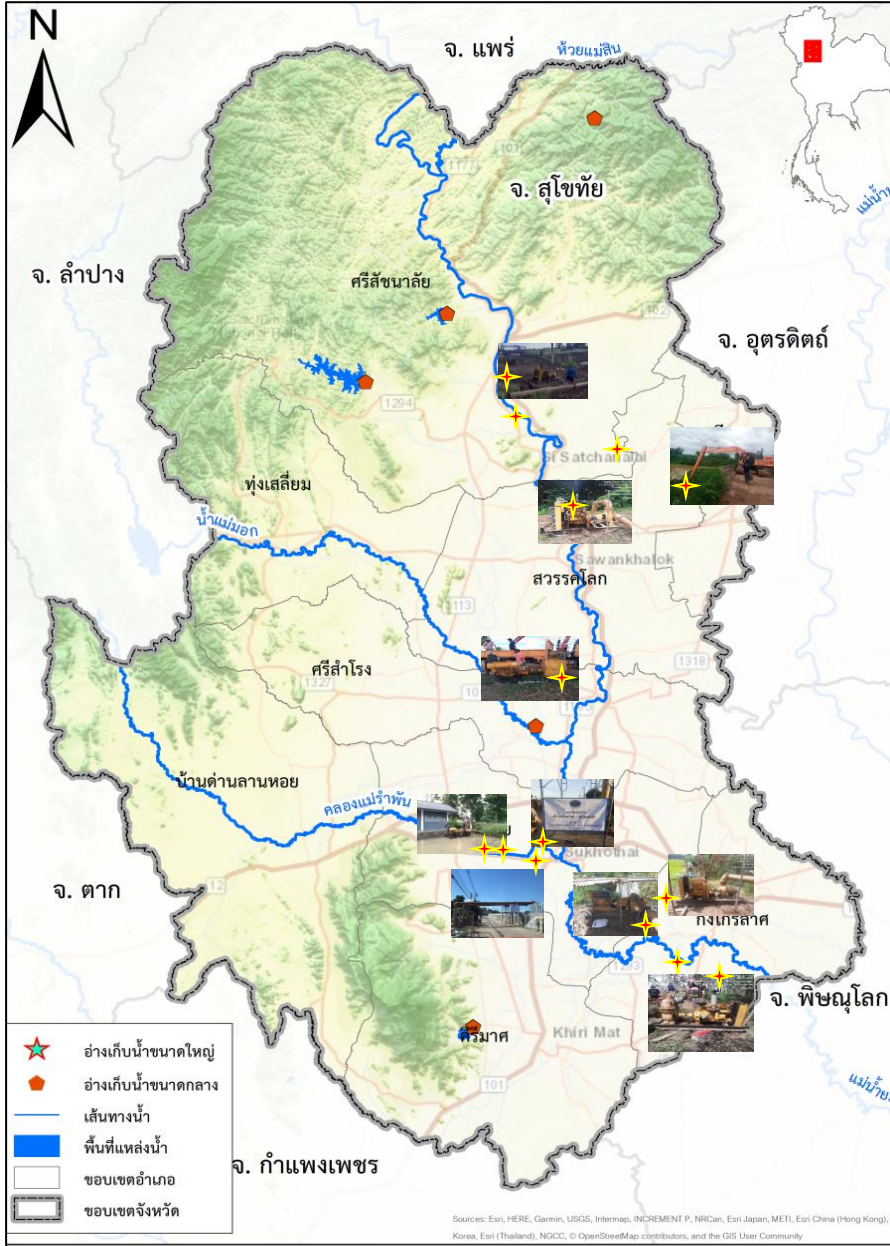 N
จ. แพร่
ห้วยแม่สิน
จ. สุโขทัย
1177
101
จ. ลำปาง
ศรีสัชนาลัย
102
จ. อุตรดิตถ์
1294
Si Satchanalai
ทุ่งเสลี่ยม
น้ำแม่มอก
Sawankhalok
สวรรคโลก
113
ศรีสำโรง
1318
1327
บ้านด่านลานหอย
คลองแม่รำพัน
Sukhothai
จ. ตาก
12
กงไกรลาศ
1293
จ. พิษณุโลก
Khiri Mat
คีรีมาศ
101
จ. กำแพงเพชร
อ่างเก็บน้ำขนาดใหญ่
อ่างเก็บน้ำขนาดกลาง
เส้นทางน้ำ
พื้นที่แหล่งน้ำ
ขอบเขตอำเภอ
ขอบเขตจังหวัด
Sources: Esri, HERE, Garmin, USGS, Intermap, INCREMENT P, NRCan, Esri Japan, METI, Esri China (Hong Kong),
Korea, Esri (Thailand), NGCC, © OpenStreetMap contributors, and the GIS User Community